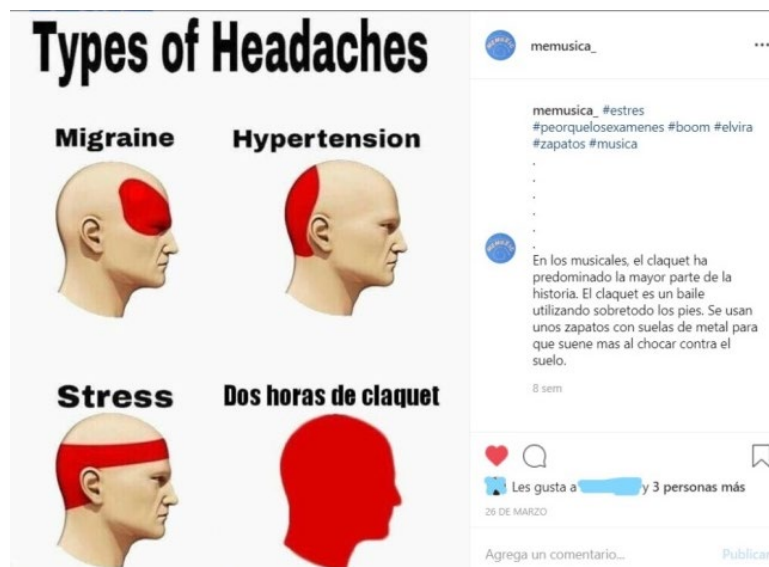 Types of Headaches
Migraine
Hypertension
Stress
Dos horas de claquet
memusica_
memusica_ #estres
#peorquelosexamenes #boom #elvira
#zapatos #musica
.
.
.
.
.
.
En los musicales, el claquet ha
predominado la mayor parte de la
historia. El claquet es un baile
utilizando sobretodo los pies. Se usan
unos zapatos con suelas de metal para
que suene mas al chocar contra el
suelo.
8 sem
Les gusta a y 3 personas más
26 DE MARZO
Agrega un comentario... Publicar